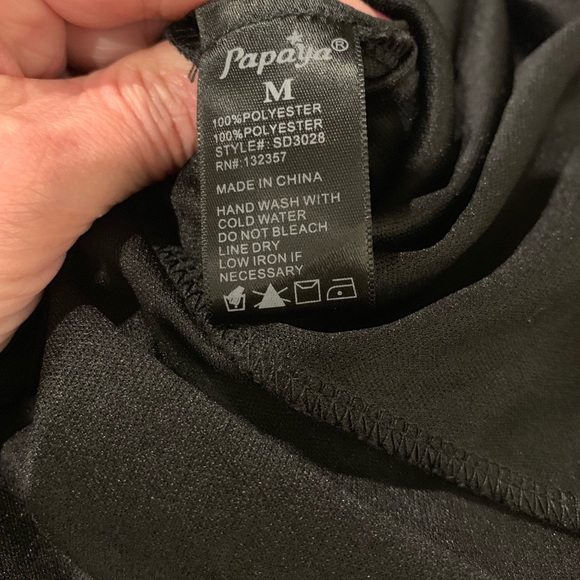 Papaya®
M
100%POLYESTER
100%POLYESTER
STYLE#: SD3028
RN#:132357
MADE IN CHINA
HAND WASH WITH
COLD WATER
DO NOT BLEACH
LINE DRY
LOW IRON IF
NECESSARY